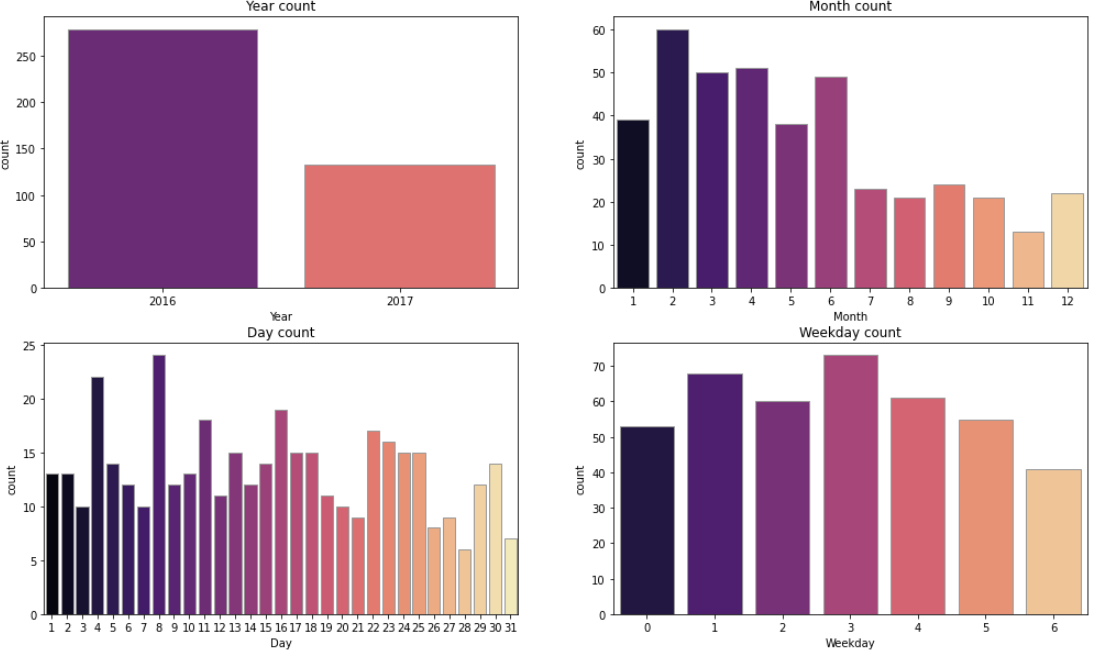 Year count
count
250
200
150
100
50
0
2016 2017
Year
Month count
count
60
50
40
30
20
10
0
1 2 3 4 5 6 7 8 9 10 11 12
Month
Day count
count
25
20
15
10
5
0
1 2 3 4 5 6 7 8 9 10 11 12 13 14 15 16 17 18 19 20 21 22 23 24 25 26 27 28 29 30 31
Day
Weekday count
count
70
60
50
40
30
20
10
0
0 1 2 3 4 5 6
Weekday